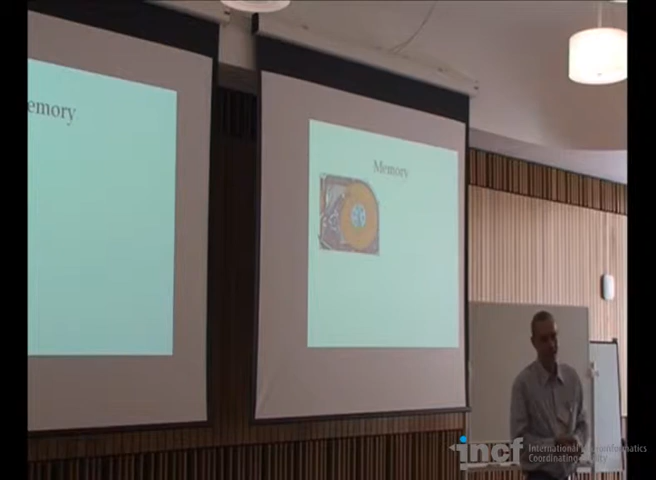 emory
Memory
incf
International Neuroinformatics
Coordinating Facility